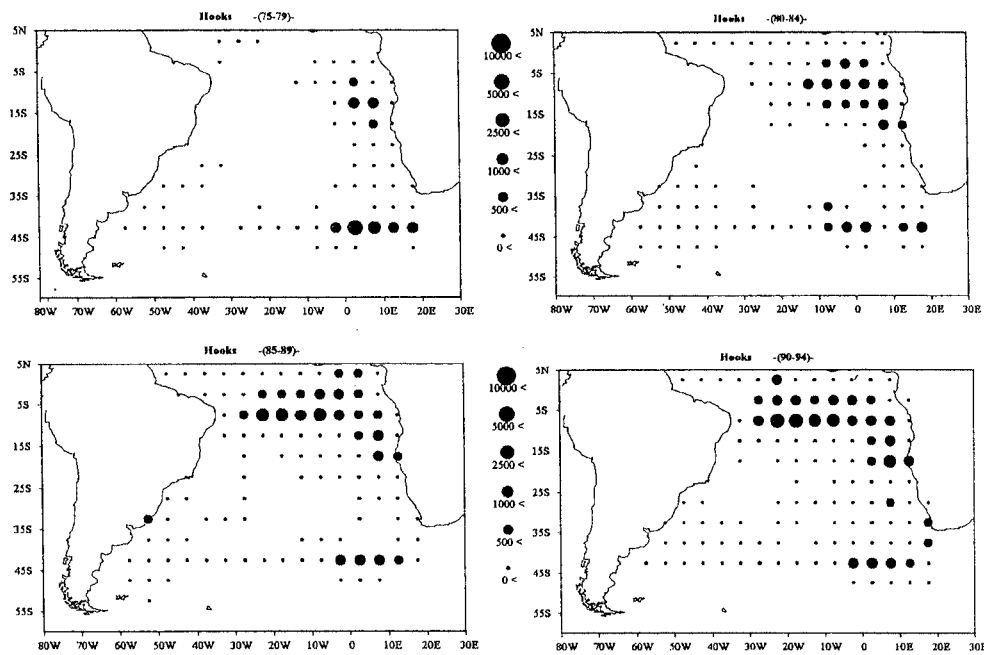 Hooks -(75-79)-
5N
5S
15S
25S
35S
45S
55S
80W 70W 60W 50W 40W 30W 20W 10W 0 10E 20E 30E
10000 <
5000 <
2500 <
1000 <
500 <
0 <
Hooks -(80-84)-
5N
5S
15S
25S
35S
45S
55S
80W 70W 60W 50W 40W 30W 20W 10W 0 10E 20E 30E
Hooks -(85-89)-
5N
5S
15S
25S
35S
45S
55S
80W 70W 60W 50W 40W 30W 20W 10W 0 10E 20E 30E
10000 <
5000 <
2500 <
1000 <
500 <
0 <
Hooks -(90-94)-
5N
5S
15S
25S
35S
45S
55S
80W 70W 60W 50W 40W 30W 20W 10W 0 10E 20E 30E